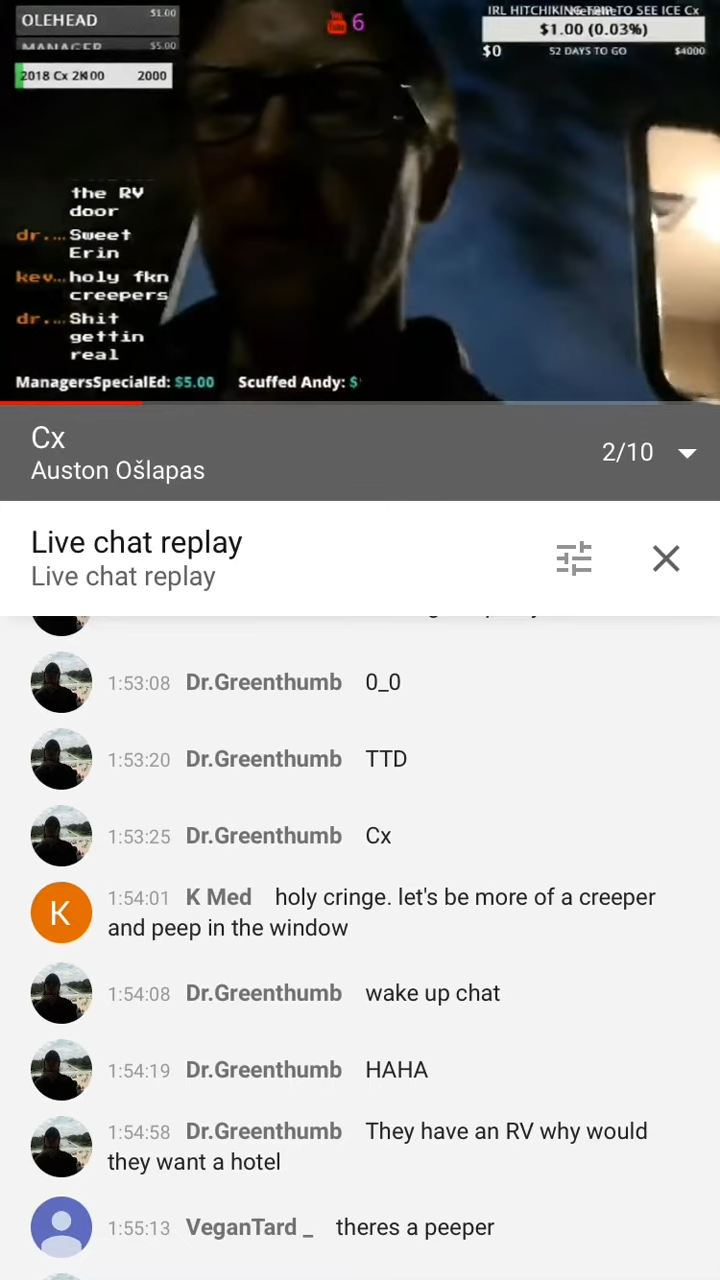 OLEHEAD $1.00
MANAGER $5.00
2018 Cx 2K 2000
6
IRL HITCHIKING TRIP TO SEE ICE Cx
$1.00 (0.03%)
$0 52 DAYS TO GO $4000
the RV
door
dr.... Sweet
Erin
kev... holy fkn
creepers
dr.... Shit
gettin
real
ManagersSpecialEd: $5.00 Scuffed Andy: $
Cx
Auston Ošlapas
2/10
Live chat replay
Live chat replay
1:53:08 Dr.Greenthumb 0_0
1:53:20 Dr.Greenthumb TTD
1:53:25 Dr.Greenthumb Cx
K
1:54:01 K Med holy cringe. let's be more of a creeper
and peep in the window
1:54:08 Dr.Greenthumb wake up chat
1:54:19 Dr.Greenthumb HAHA
1:54:58 Dr.Greenthumb They have an RV why would
they want a hotel
1:55:13 VeganTard _ theres a peeper